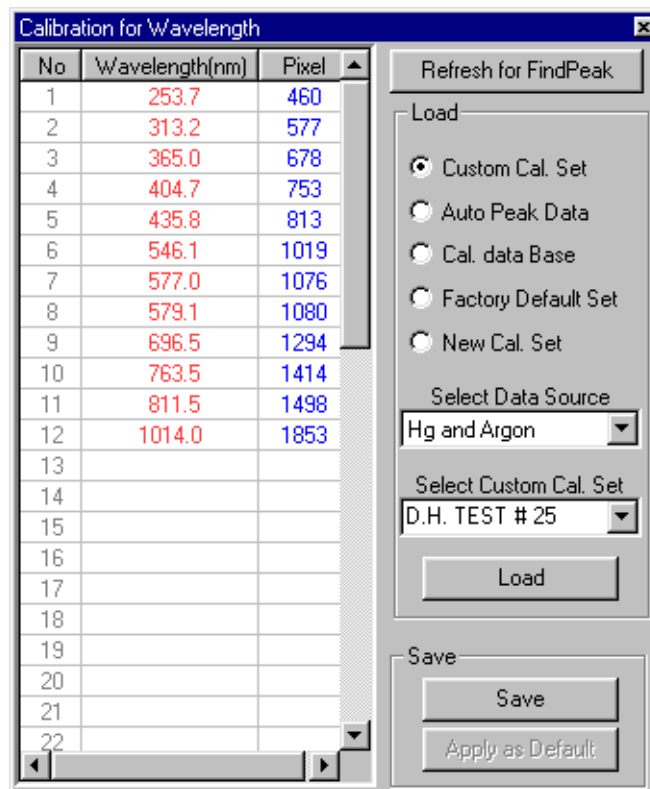 Calibration for Wavelength
No Wavelength(nm) Pixel
1 253.7 460
2 313.2 577
3 365.0 678
4 404.7 753
5 435.8 813
6 546.1 1019
7 577.0 1076
8 579.1 1080
9 696.5 1294
10 763.5 1414
11 811.5 1498
12 1014.0 1853
13
14
15
16
17
18
19
20
21
22
Refresh for FindPeak
Load
Custom Cal. Set
Auto Peak Data
Cal. data Base
Factory Default Set
New Cal. Set
Select Data Source
Hg and Argon
Select Custom Cal. Set
D.H. TEST # 25
Load
Save
Save
Apply as Default